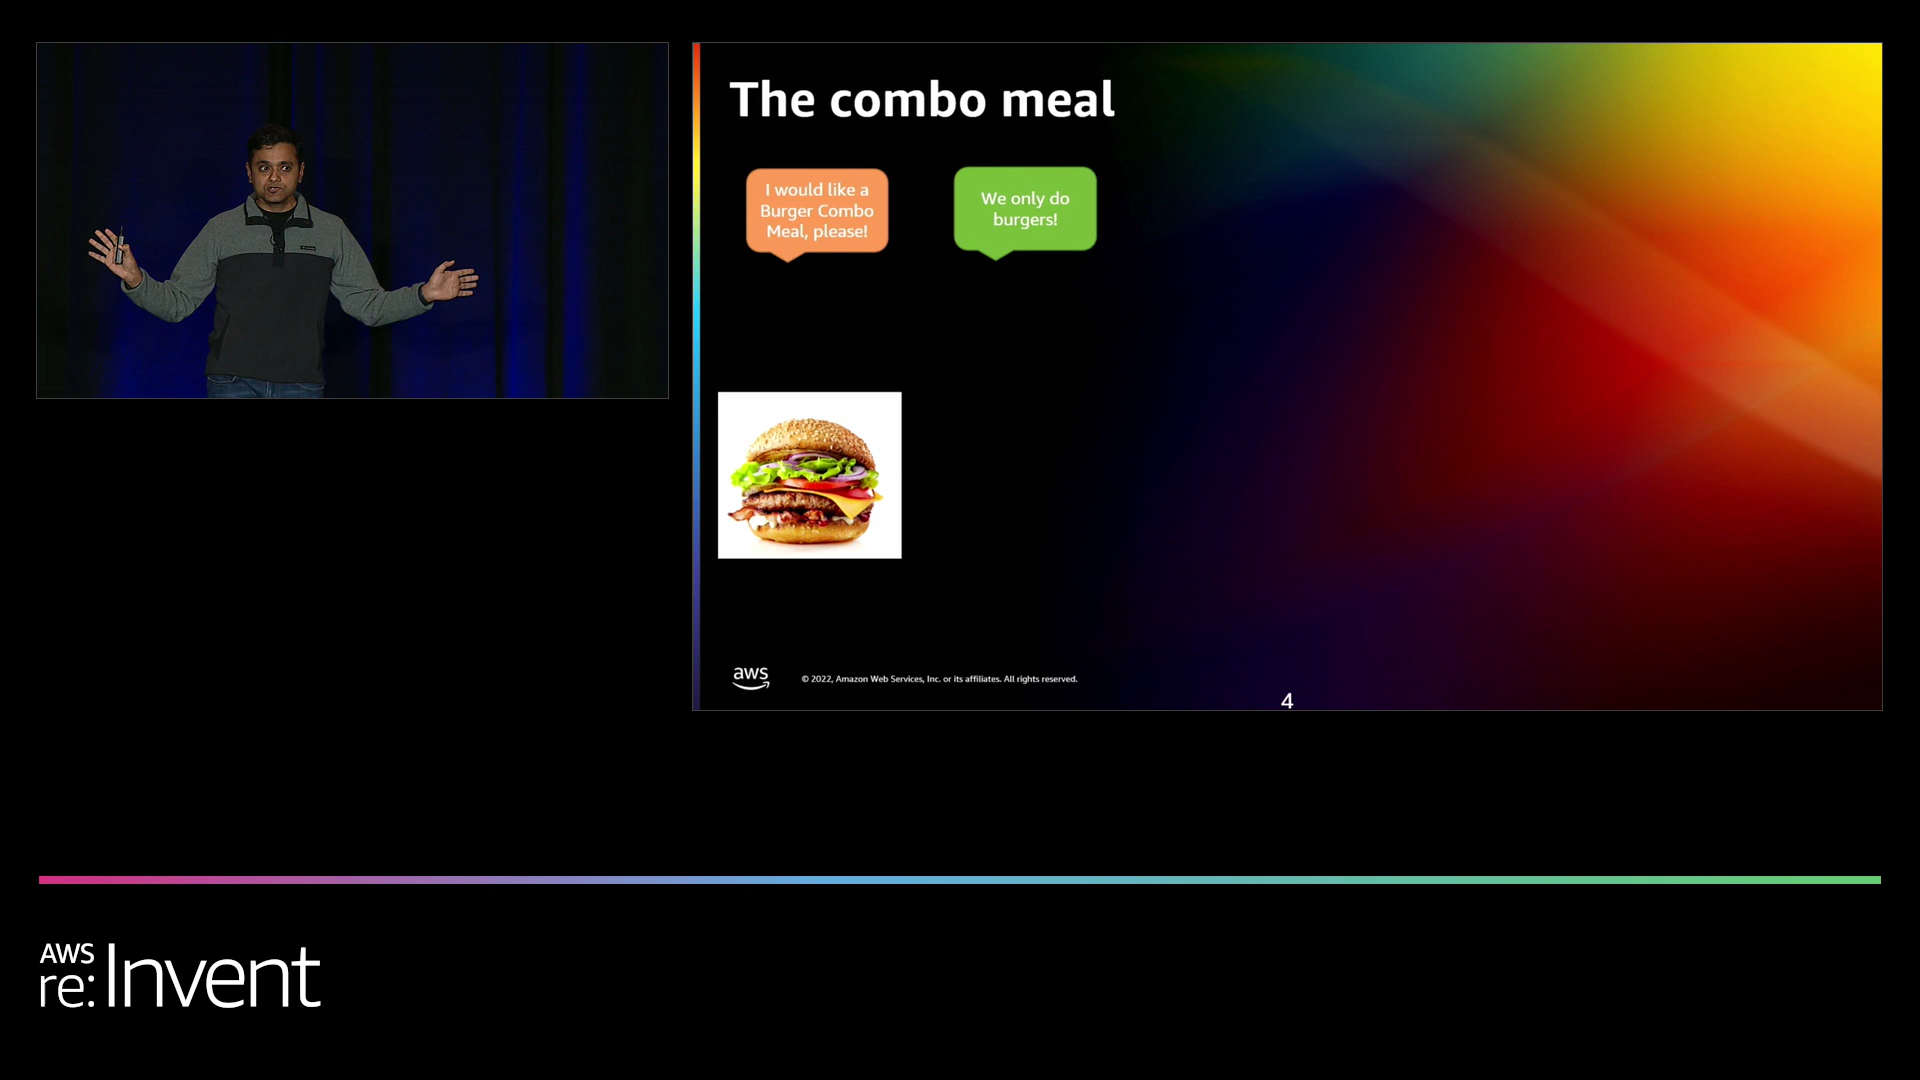 The combo meal
I would like a
Burger Combo
Meal, please!
We only do
burgers!
aws
© 2022, Amazon Web Services, Inc. or its affiliates. All rights reserved.
4
AWS
re:Invent